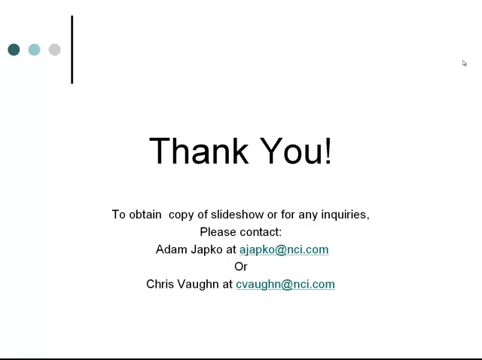 Thank You!
To obtain copy of slideshow or for any inquiries,
Please contact:
Adam Japko at ajapko@nci.com
Or
Chris Vaughn at cvaughn@nci.com